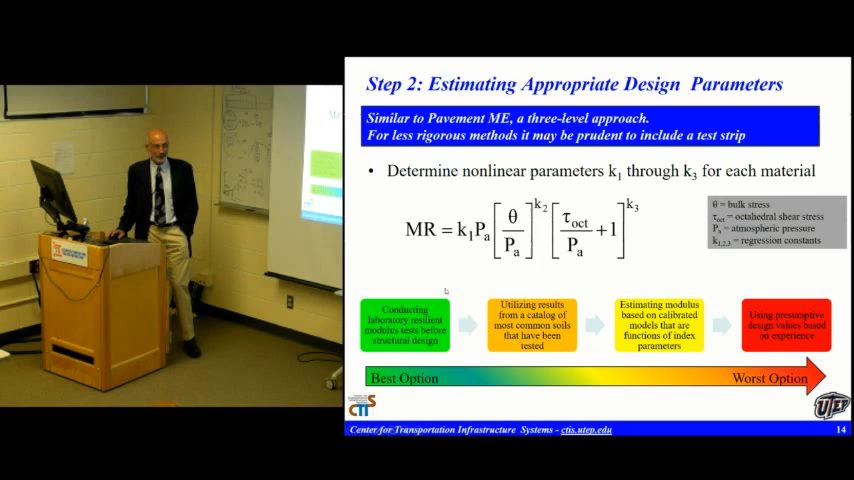 Step 2: Estimating Appropriate Design Parameters
Similar to Pavement ME, a three-level approach.
For less rigorous methods it may be prudent to include a test strip
• Determine nonlinear parameters k₁ through k₃ for each material
MR = k₁Pₐ [θ/Pₐ]^k₂ [τoct/Pₐ + 1]^k₃
θ = bulk stress
τoct = octahedral shear stress
Pₐ = atmospheric pressure
k₁,₂,₃ = regression constants
Conducting
laboratory resilient
modulus tests before
structural design
Utilizing results
from a catalog of
most common soils
that have been
tested
Estimating modulus
based on calibrated
models that are
functions of index
parameters
Using presumptive
design values based
on experience
Best Option
Worst Option
CTIS
UTEP
Center for Transportation Infrastructure Systems - ctis.utep.edu
14